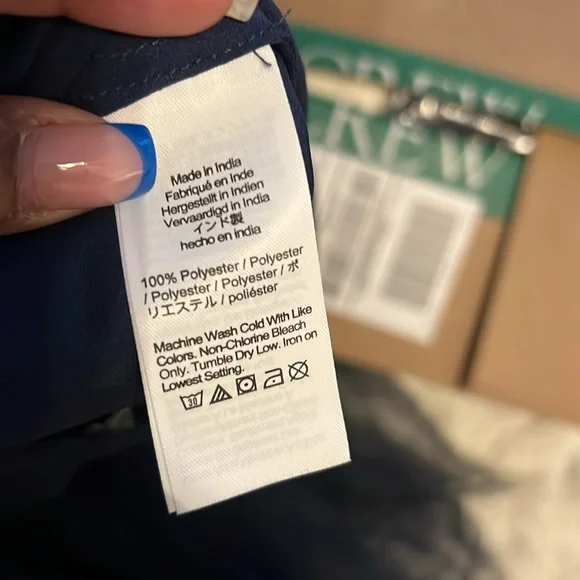 Made in India
Fabriqué en Inde
Hergestellt in Indien
Vervaardigd in India
インド製
hecho en india
100% Polyester / Polyester
/ Polyester / Polyester / ポ
リエステル / poliéster
Machine Wash Cold With Like
Colors. Non-Chlorine Bleach
Only. Tumble Dry Low. Iron on
Lowest Setting.
30
CREW
CREW